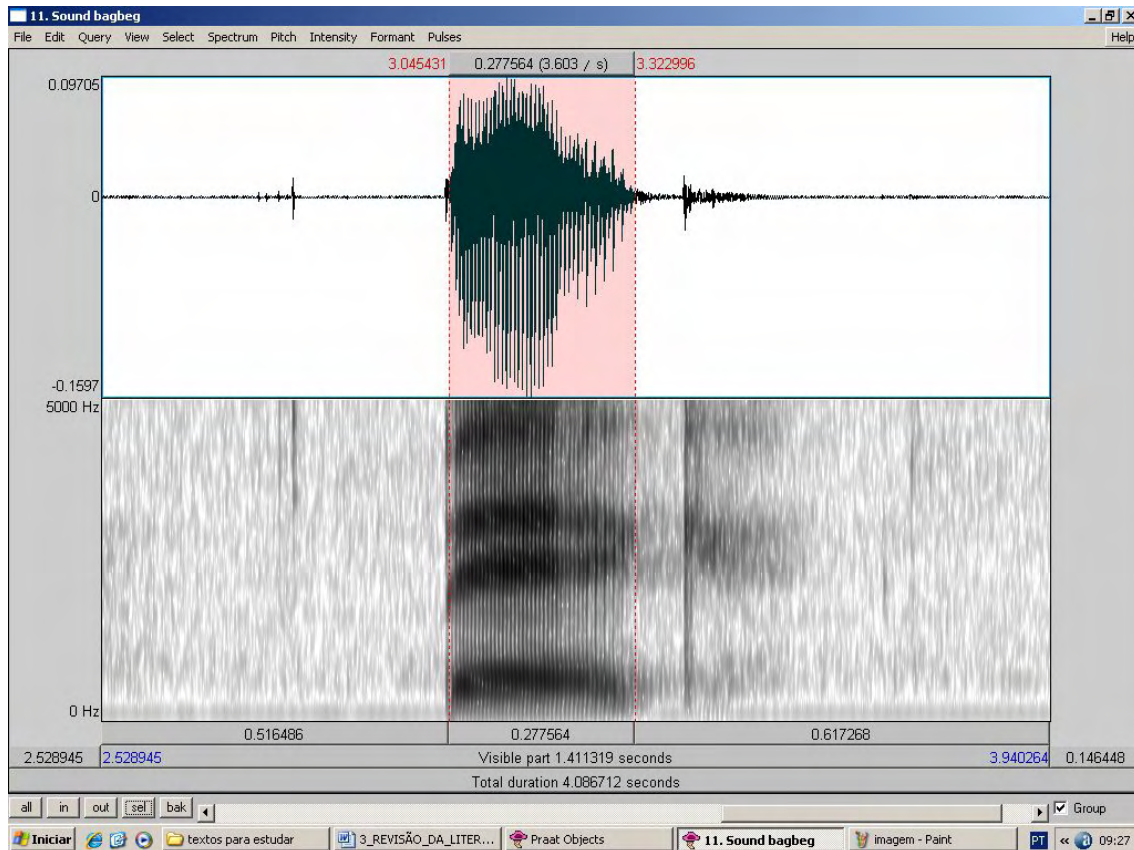 11. Sound bagbeg
File Edit Query View Select Spectrum Pitch Intensity Formant Pulses Help
3.045431 0.277564 (3.603 / s) 3.322996
0.09705
0
-0.1597
5000 Hz
0 Hz
0.516486 0.277564 0.617268
2.528945 2.528945 Visible part 1.411319 seconds 3.940264 0.146448
Total duration 4.086712 seconds
all in out sel bak Group
Iniciar textos para estudar 3_REVISÃO_DA_LITER... Praat Objects 11. Sound bagbeg imagem - Paint PT « 09:27